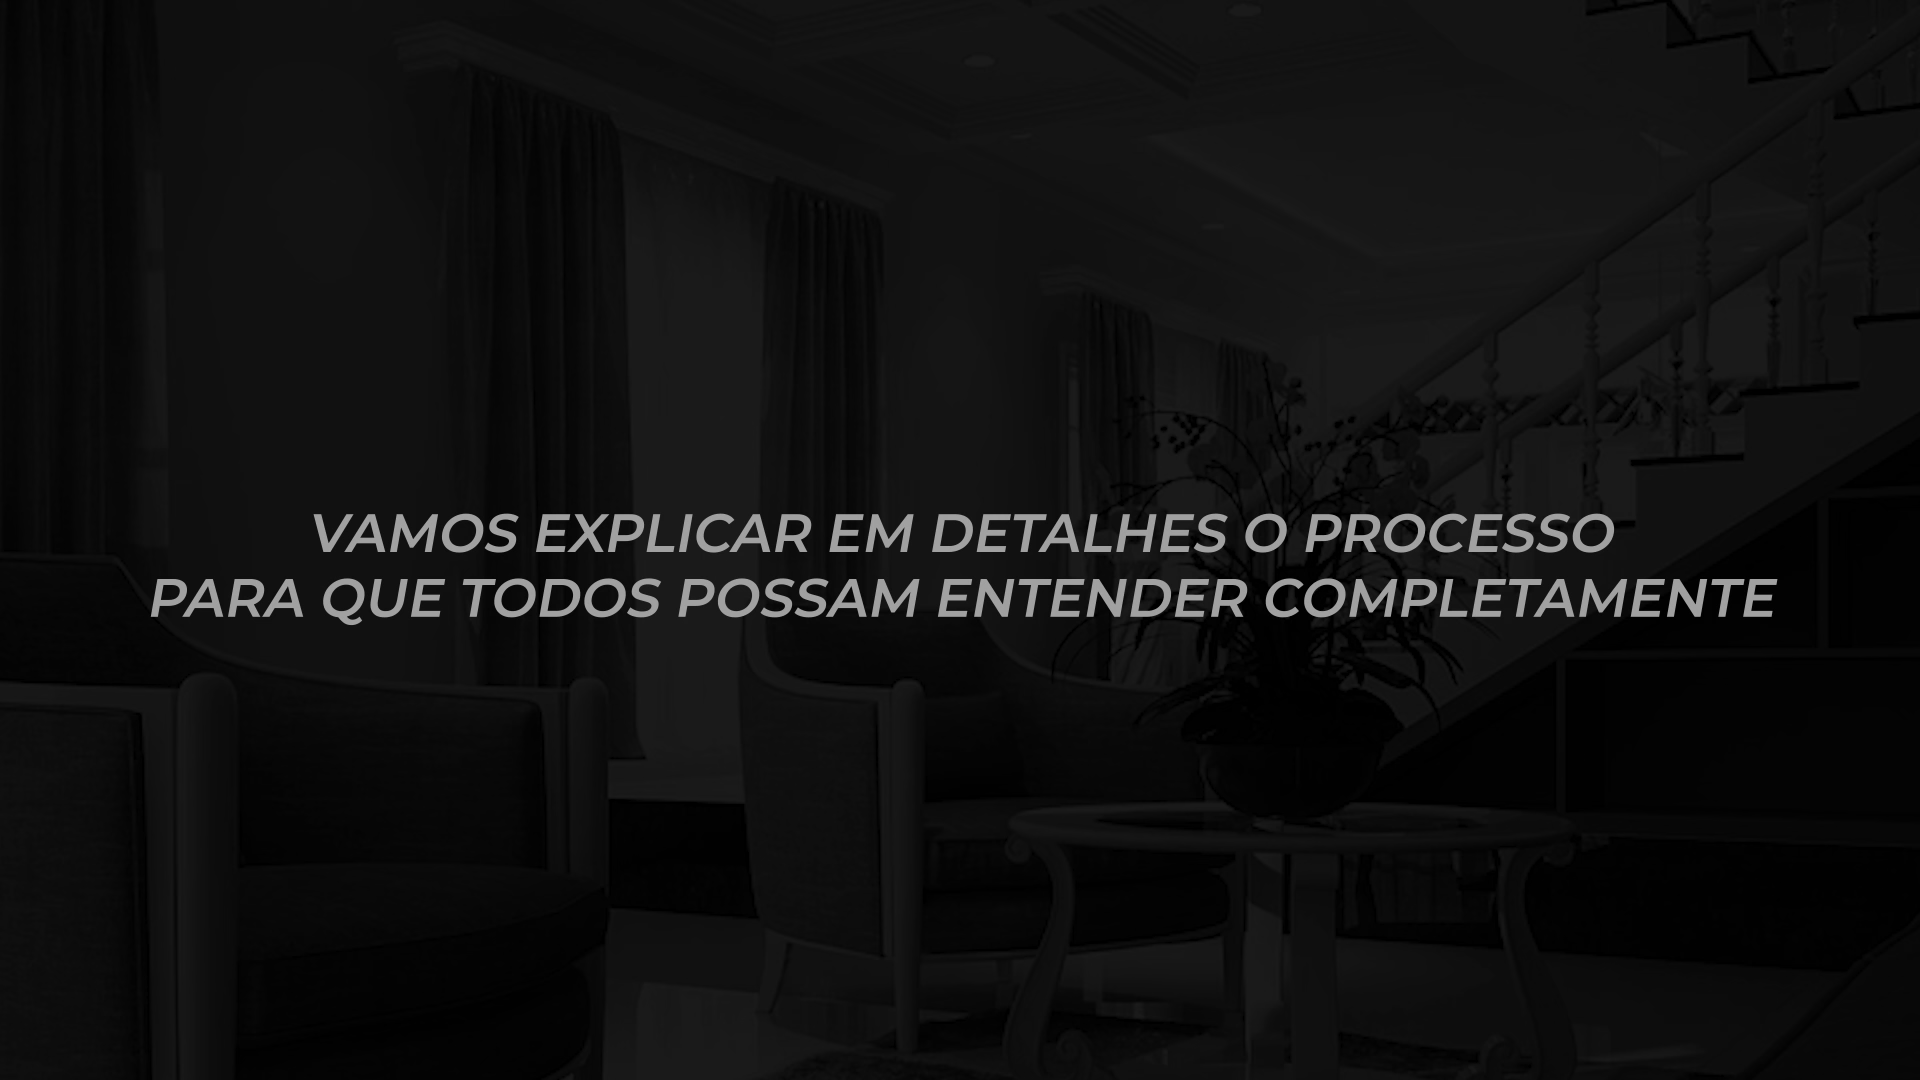 VAMOS EXPLICAR EM DETALHES O PROCESSO
PARA QUE TODOS POSSAM ENTENDER COMPLETAMENTE